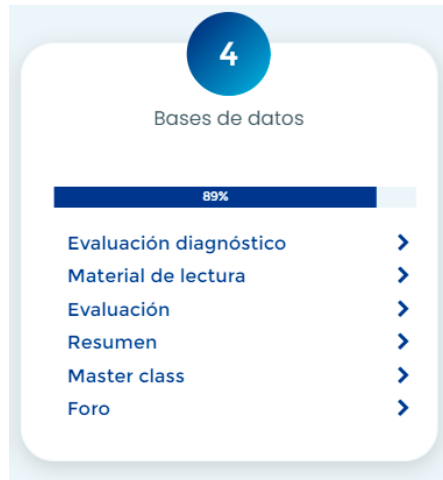 4
Bases de datos
89%
Evaluación diagnóstico
Material de lectura
Evaluación
Resumen
Master class
Foro